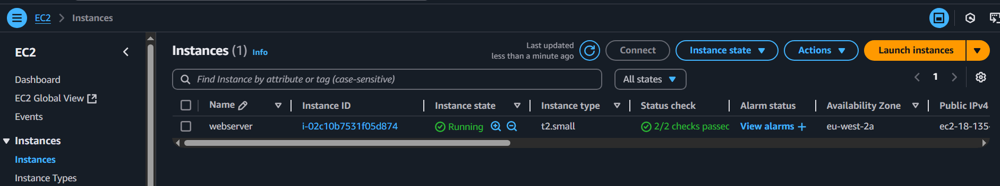 EC2 > Instances
EC2
Dashboard
EC2 Global View
Events
Instances
Instances
Instance Types
Instances (1) Info
Last updated
less than a minute ago
Connect
Instance state
Actions
Launch instances
Find Instance by attribute or tag (case-sensitive)
All states
1
Name Instance ID Instance state Instance type Status check Alarm status Availability Zone Public IPv4
webserver i-02c10b7531f05d874 Running t2.small 2/2 checks passec View alarms + eu-west-2a ec2-18-135-